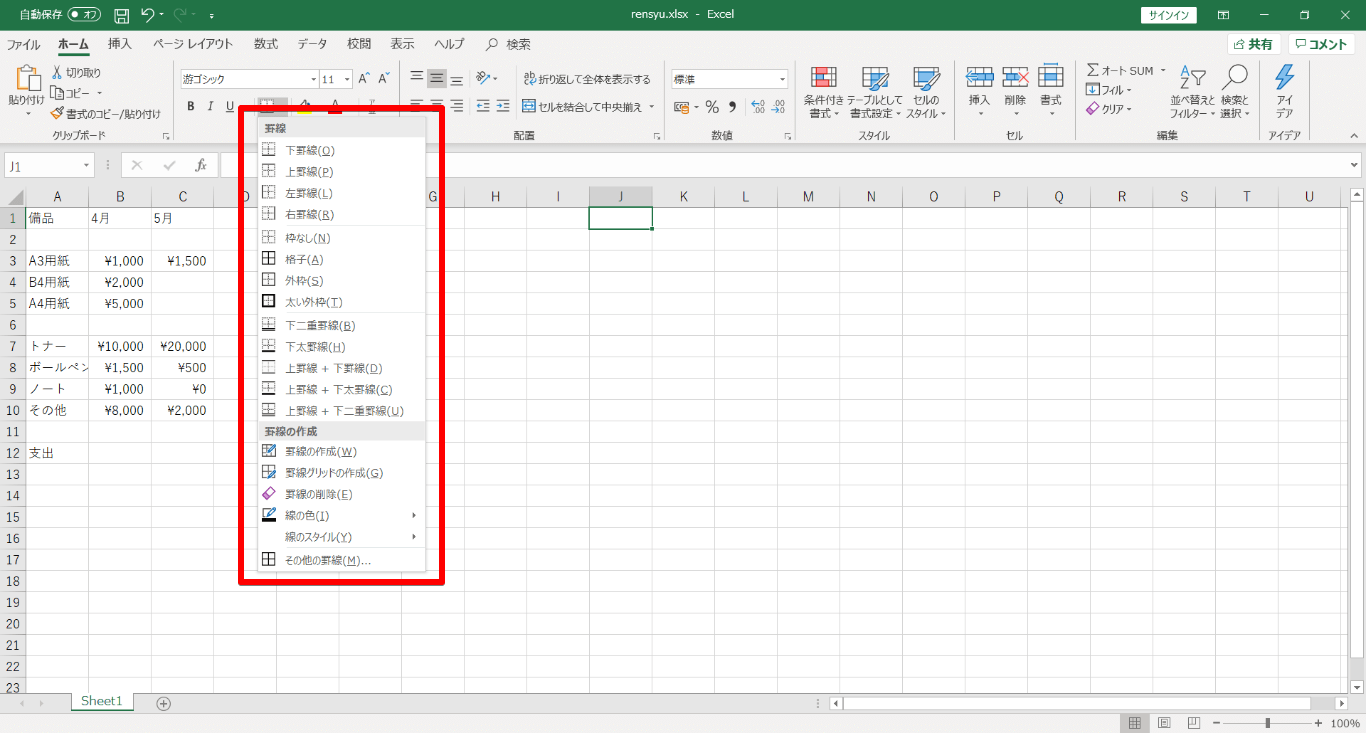 自動保存 オフ rensyu.xlsx - Excel サインイン
ファイル ホーム 挿入 ページ レイアウト 数式 データ 校閲 表示 ヘルプ 検索 共有 コメント
貼り付け
切り取り
コピー
書式のコピー/貼り付け
クリップボード
游ゴシック 11 A A
B I U
折り返して全体を表示する
セルを結合して中央揃え
配置
標準
% 9 .00 .00
数値
条件付き書式
テーブルとして書式設定
セルのスタイル
スタイル
挿入 削除 書式
セル
Σ オート SUM
フィル
クリア
並べ替えとフィルター
検索と選択
編集
アイデア
アイデア
J1 fx
A B C D G H I J K L M N O P Q R S T U
1 備品 4月 5月
2
3 A3用紙 ¥1,000 ¥1,500
4 B4用紙 ¥2,000
5 A4用紙 ¥5,000
6
7 トナー ¥10,000 ¥20,000
8 ボールペン ¥1,500 ¥500
9 ノート ¥1,000 ¥0
10 その他 ¥8,000 ¥2,000
11
12 支出
13
14
15
16
17
18
19
20
21
22
23
罫線
下罫線(O)
上罫線(P)
左罫線(L)
右罫線(R)
枠なし(N)
格子(A)
外枠(S)
太い外枠(T)
下二重罫線(B)
下太罫線(H)
上罫線 + 下罫線(D)
上罫線 + 下太罫線(C)
上罫線 + 下二重罫線(U)
罫線の作成
罫線の作成(W)
罫線グリッドの作成(G)
罫線の削除(E)
線の色(I)
線のスタイル(Y)
その他の罫線(M)...
Sheet1
100%